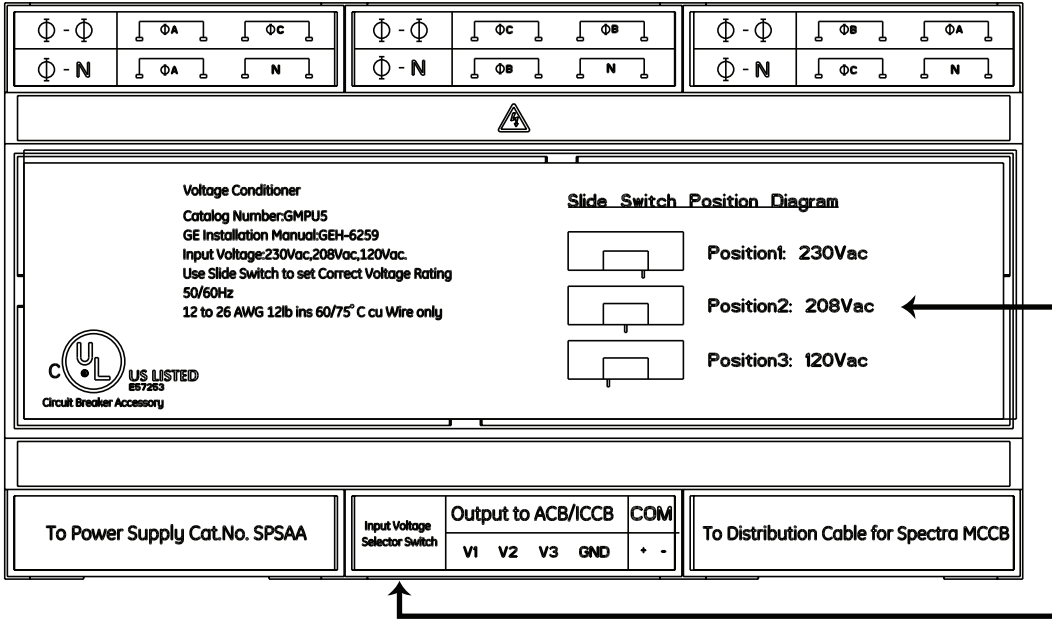 Φ - Φ ΦA ΦC Φ - Φ ΦC ΦB Φ - Φ ΦB ΦA
Φ - N ΦA N Φ - N ΦB N Φ - N ΦC N
Voltage Conditioner
Catalog Number:GMPU5
GE Installation Manual:GEH-6259
Input Voltage:230Vac,208Vac,120Vac.
Use Slide Switch to set Correct Voltage Rating
50/60Hz
12 to 26 AWG 12lb ins 60/75°C cu Wire only
C UL US LISTED
E57253
Circuit Breaker Accessory
Slide Switch Position Diagram
Position1: 230Vac
Position2: 208Vac
Position3: 120Vac
To Power Supply Cat.No. SPSAA
Input Voltage
Selector Switch
Output to ACB/ICCB COM
V1 V2 V3 GND + -
To Distribution Cable for Spectra MCCB